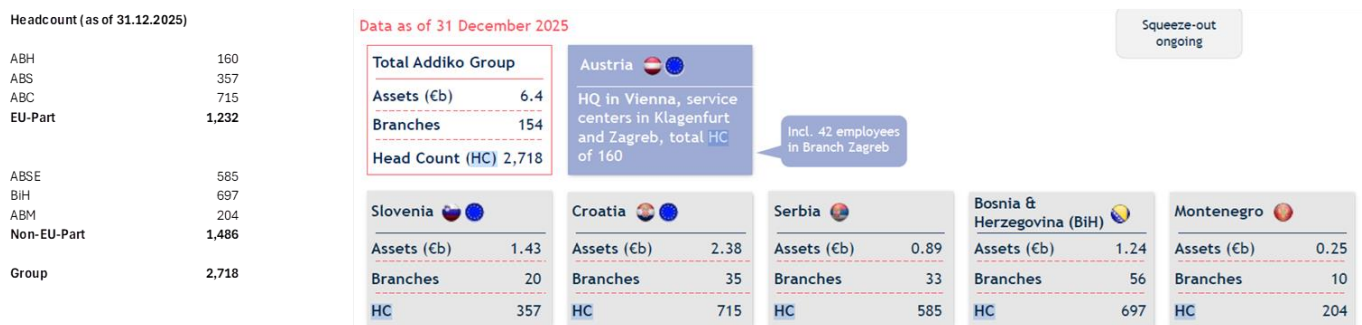 Headcount (as of 31.12.2025)
ABH 160
ABS 357
ABC 715
EU-Part 1,232
ABSE 585
BiH 697
ABM 204
Non-EU-Part 1,486
Group 2,718
Data as of 31 December 2025
Squeeze-out
ongoing
Total Addiko Group
Assets (€b) 6.4
Branches 154
Head Count (HC) 2,718
Austria
HQ in Vienna, service
centers in Klagenfurt
and Zagreb, total HC
of 160
Incl. 42 employees
in Branch Zagreb
Slovenia
Assets (€b) 1.43
Branches 20
HC 357
Croatia
Assets (€b) 2.38
Branches 35
HC 715
Serbia
Assets (€b) 0.89
Branches 33
HC 585
Bosnia &
Herzegovina (BiH)
Assets (€b) 1.24
Branches 56
HC 697
Montenegro
Assets (€b) 0.25
Branches 10
HC 204